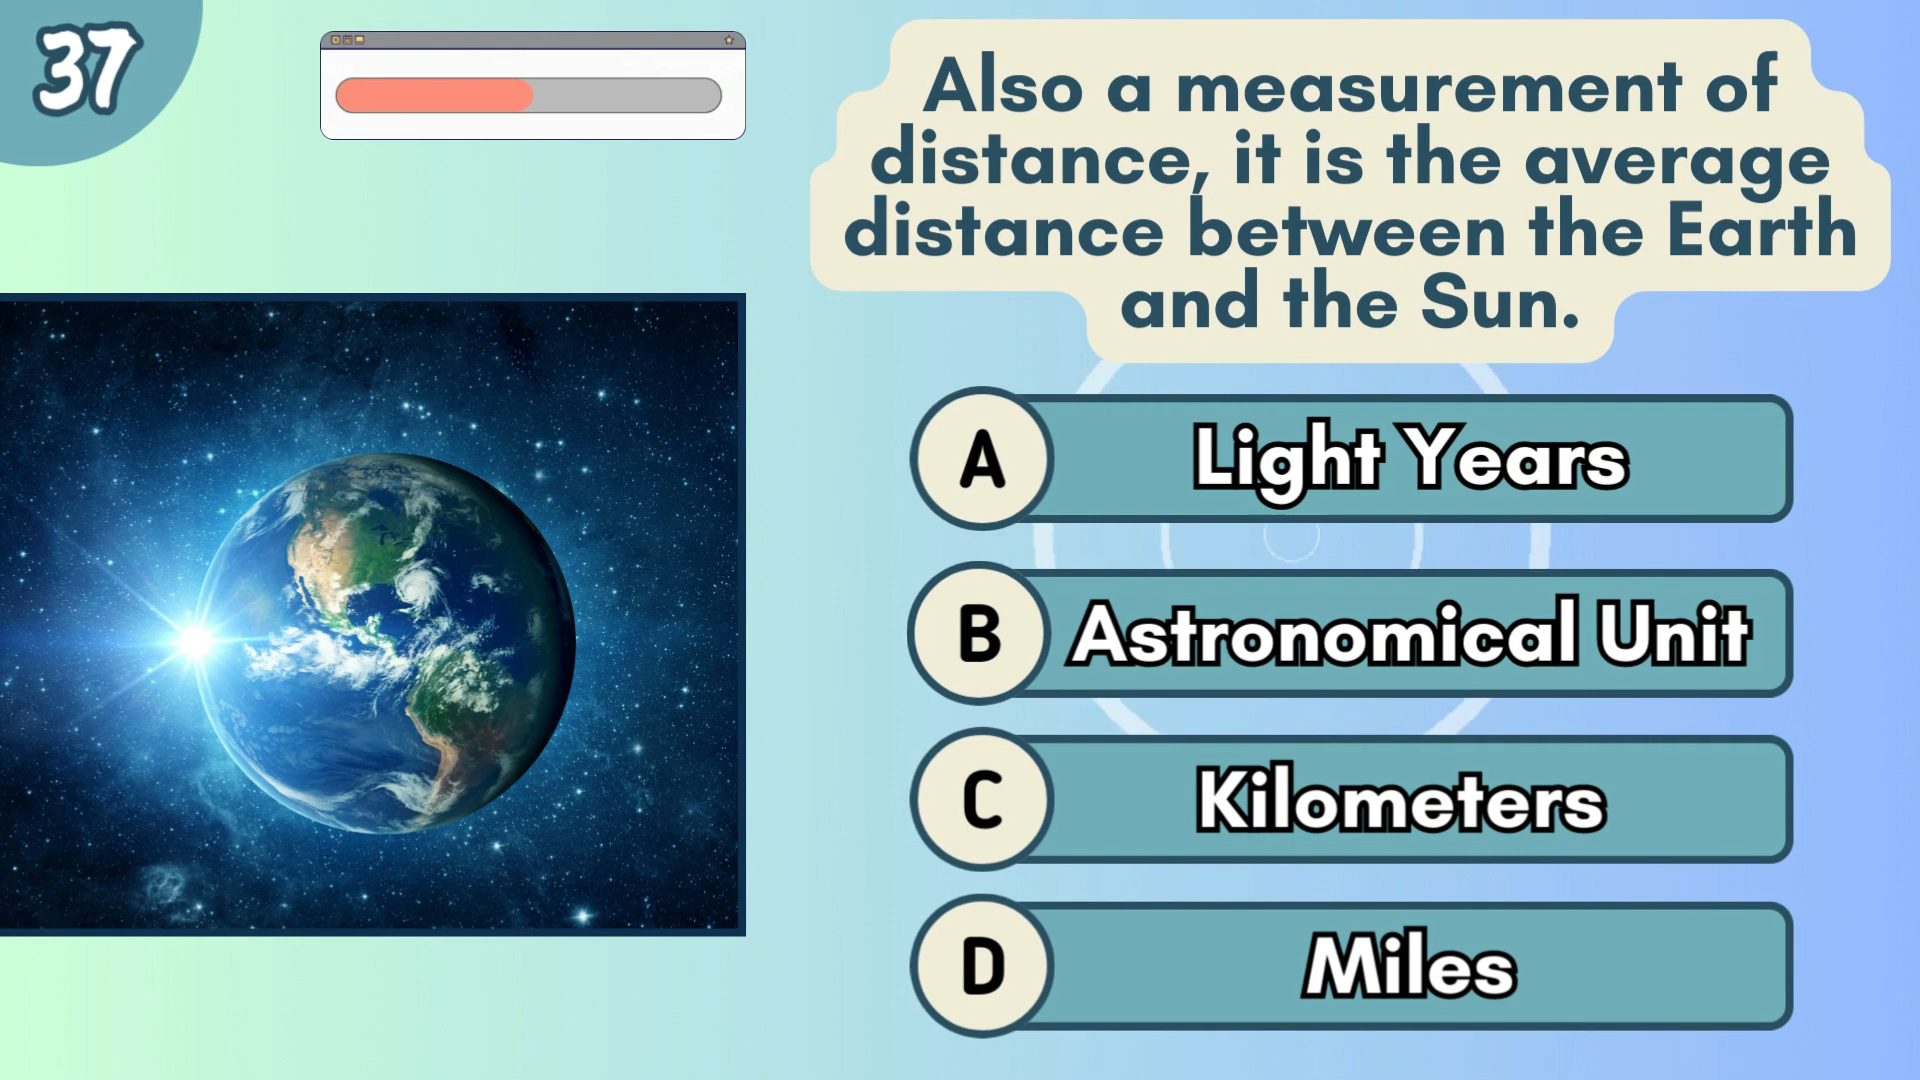 37
Also a measurement of
distance, it is the average
distance between the Earth
and the Sun.
A Light Years
B Astronomical Unit
C Kilometers
D Miles